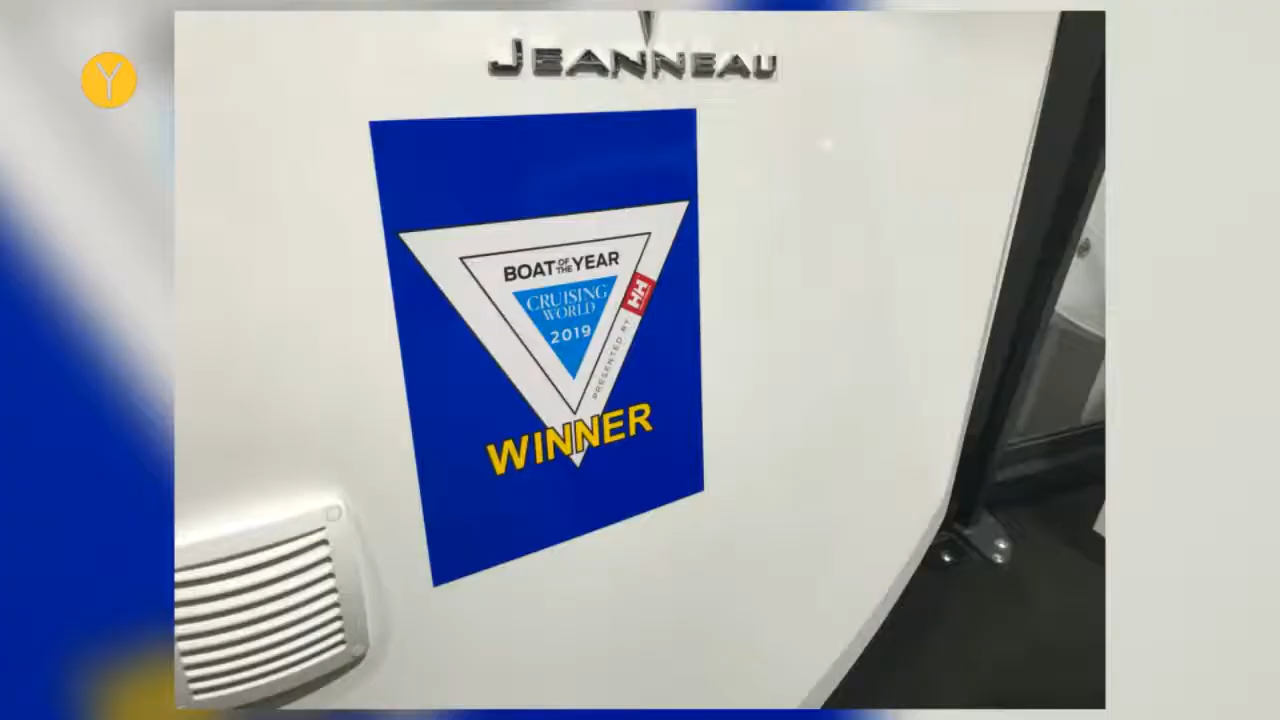 Y
JEANNEAU
BOAT OF THE YEAR
CRUISING
WORLD
2019
PRESENTED BY
HH
WINNER